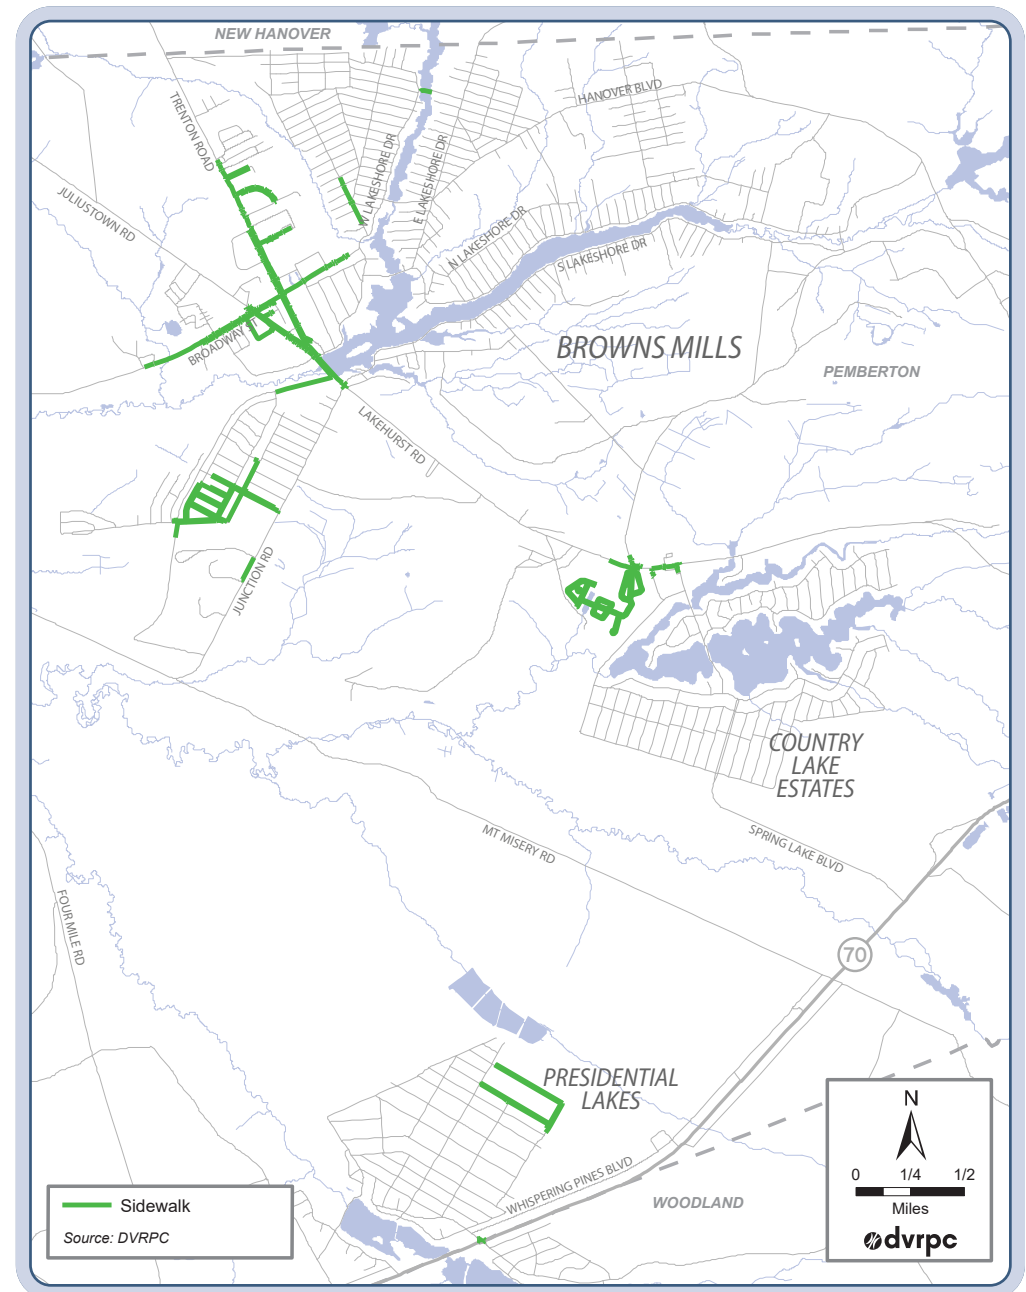 NEW HANOVER
HANOVER BLVD
TRENTON ROAD
W LAKESHORE DR
E LAKESHORE DR
JULIUSTOWN RD
N LAKESHORE DR
S LAKESHORE DR
BROADWAY ST
BROWNS MILLS
PEMBERTON
LAKEHURST RD
JUNCTION RD
COUNTRY
LAKE
ESTATES
MT MISERY RD
SPRING LAKE BLVD
FOUR MILE RD
70
PRESIDENTIAL
LAKES
WHISPERING PINES BLVD
WOODLAND
N
0 1/4 1/2
Miles
dvrpc
Sidewalk
Source: DVRPC